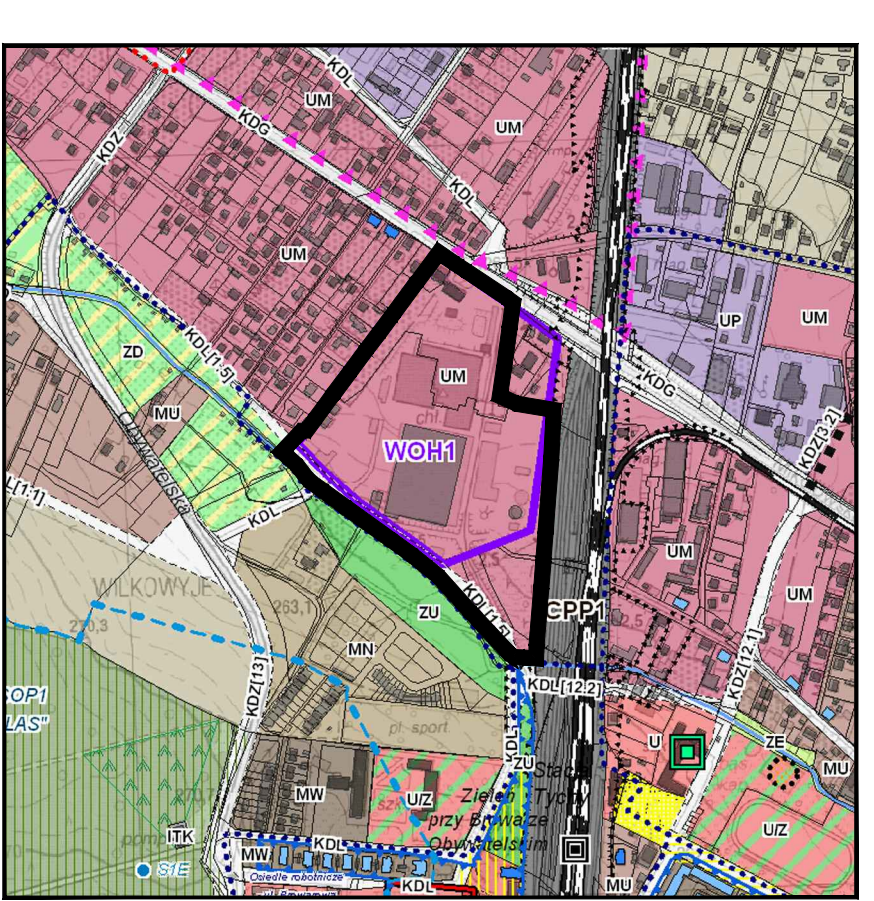 KDL
UM
KDG
UM
KDZ
KDL
UM
UP
UM
KDL[1.5]
ZD
UM
KDG
MU
KDZ[3.2]
Obywatelska
WOH1
L[1.1]
KDL
UM
WILKOWYJE
263,1
270,3
UM
ZU
KDL[1.5]
CPP1
MN
KDZ[12.1]
KDZ[13]
KDL[12.2]
OP1
LAS"
pl. sport.
KDL
U
ZE
ZU
Stacja
MU
MW
U/Z
Zieleń
Tychy
przy Browarze
U/Z
ITK
Obywatelskim
KDL
MW
S1E
Osiedle robotnicze
KDL
MU